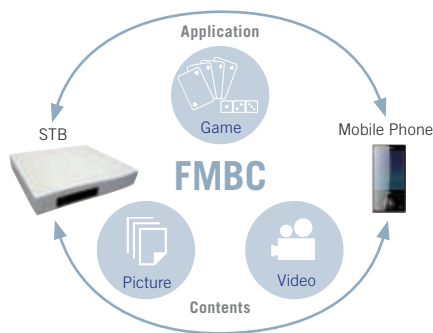 Application
Game
STB
Mobile Phone
FMBC
Picture
Video
Contents